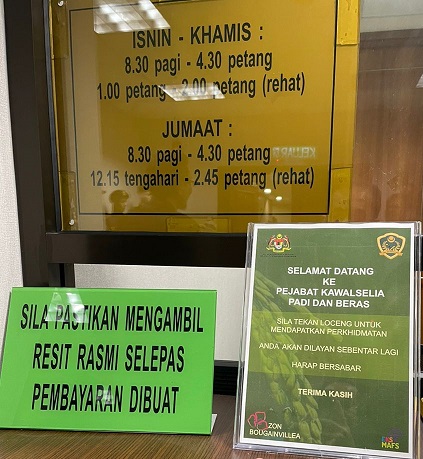 ISNIN - KHAMIS :
8.30 pagi - 4.30 petang
1.00 petang - 2.00 petang (rehat)
JUMAAT :
8.30 pagi - 4.30 petang
12.15 tengahari - 2.45 petang (rehat)
SILA PASTIKAN MENGAMBIL
RESIT RASMI SELEPAS
PEMBAYARAN DIBUAT
SELAMAT DATANG
KE
PEJABAT KAWALSELIA
PADI DAN BERAS
SILA TEKAN LOCENG UNTUK
MENDAPATKAN PERKHIDMATAN
ANDA AKAN DILAYAN SEBENTAR LAGI
HARAP BERSABAR
TERIMA KASIH
ZON
BOUGAINVILLEA
MAFS